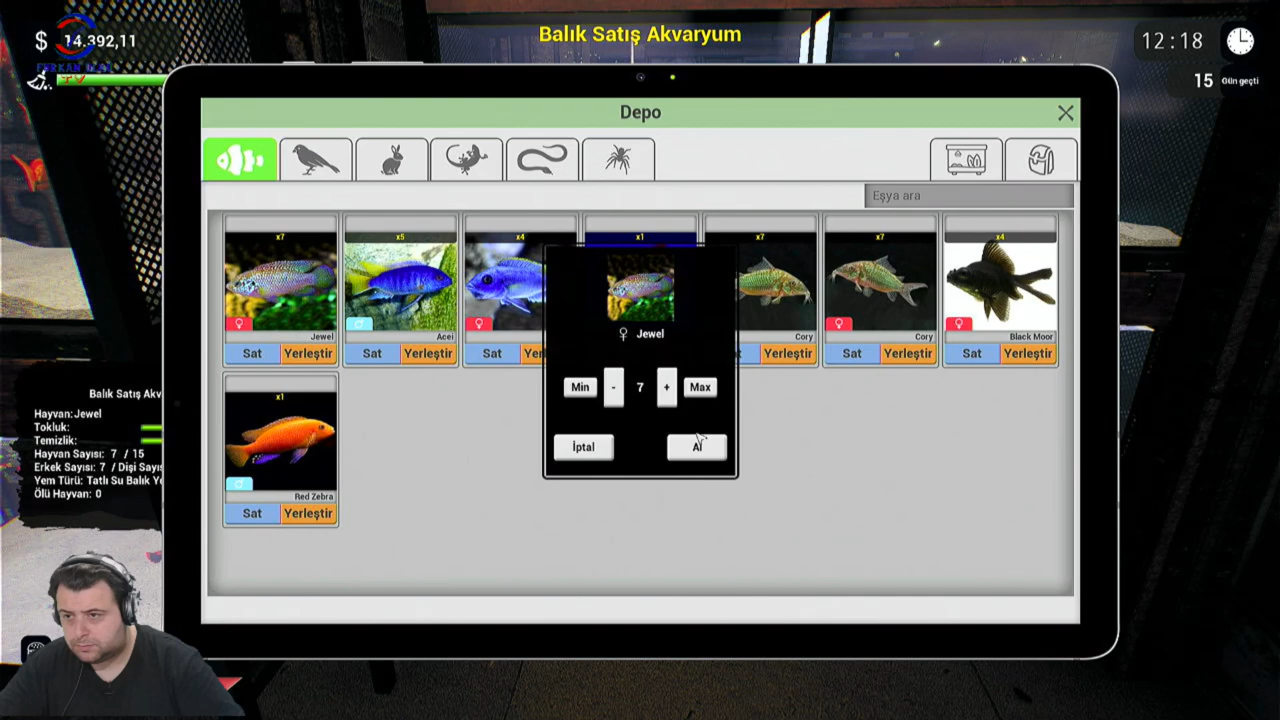 $ 14.392,11
Balık Satış Akvaryum
12:18
15 Gün geçti
Depo
Eşya ara
x7
x5
x4
x1
x7
x7
x4
Jewel
Acei
Cory
Cory
Black Moor
Sat Yerleştir
Sat Yerleştir
Sat
Yerleştir
Sat Yerleştir
Sat Yerleştir
Jewel
Min - 7 + Max
İptal
Al
x1
Red Zebra
Sat Yerleştir
Balık Satış Akv
Hayvan:Jewel
Tokluk:
Temizlik:
Hayvan Sayısı: 7 / 15
Erkek Sayısı: 7 / Dişi Sayıs
Yem Türü: Tatlı Su Balık Ye
Ölü Hayvan: 0